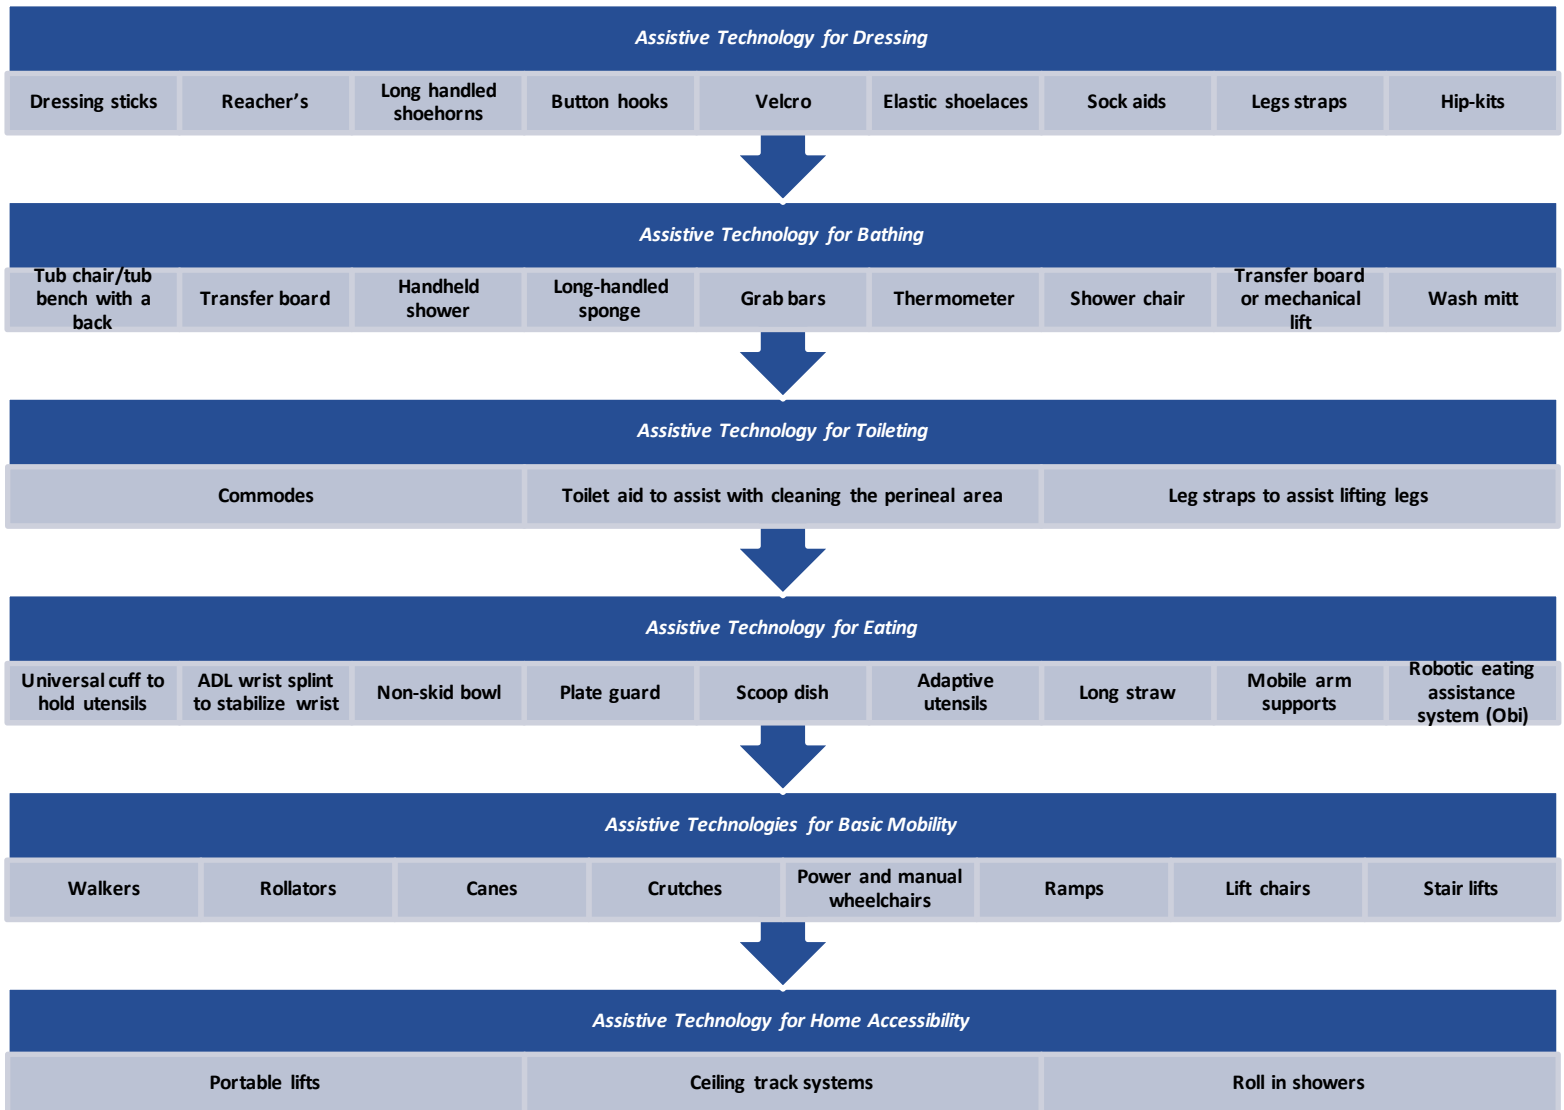 Assistive Technology for Dressing
Dressing sticks
Reacher's
Long handled
shoehorns
Button hooks
Velcro
Elastic shoelaces
Sock aids
Legs straps
Hip-kits
Assistive Technology for Bathing
Tub chair/tub
bench with a
back
Transfer board
Handheld
shower
Long-handled
sponge
Grab bars
Thermometer
Shower chair
Transfer board
or mechanical
lift
Wash mitt
Assistive Technology for Toileting
Commodes
Toilet aid to assist with cleaning the perineal area
Leg straps to assist lifting legs
Assistive Technology for Eating
Universal cuff to
hold utensils
ADL wrist splint
to stabilize wrist
Non-skid bowl
Plate guard
Scoop dish
Adaptive
utensils
Long straw
Mobile arm
supports
Robotic eating
assistance
system (Obi)
Assistive Technologies for Basic Mobility
Walkers
Rollators
Canes
Crutches
Power and manual
wheelchairs
Ramps
Lift chairs
Stair lifts
Assistive Technology for Home Accessibility
Portable lifts
Ceiling track systems
Roll in showers